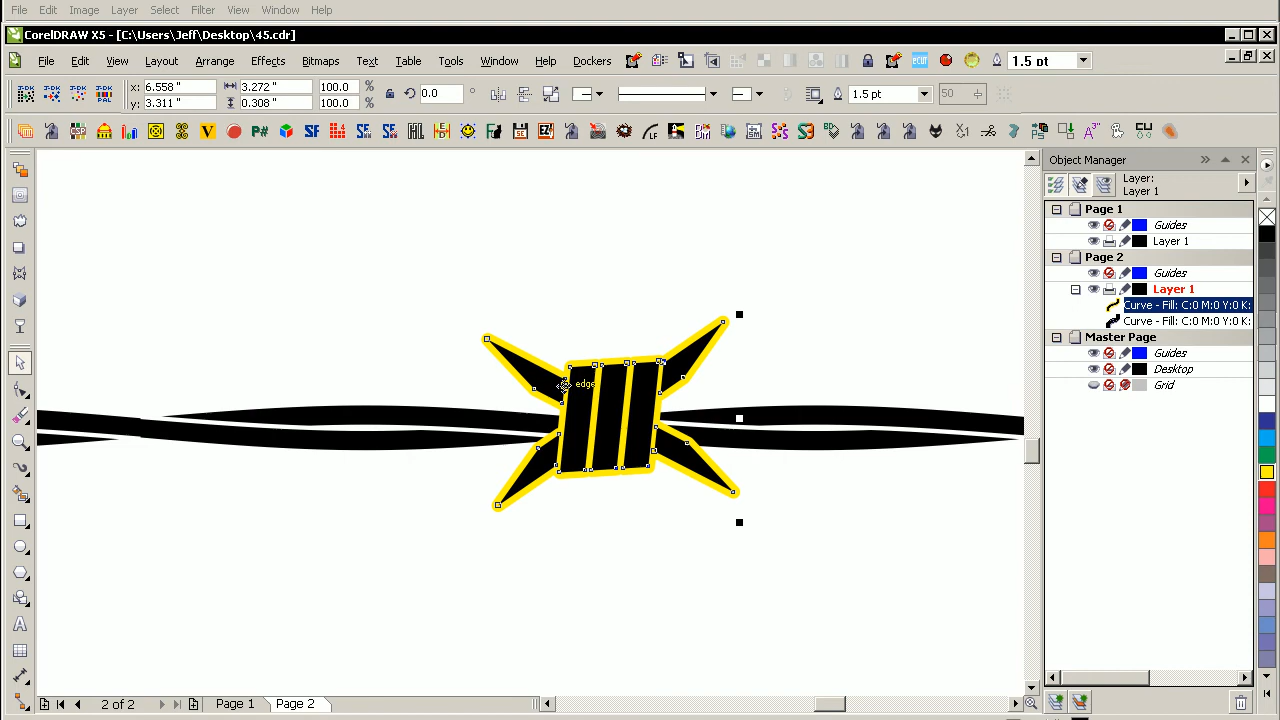 File Edit Image Layer Select Filter View Window Help
CorelDRAW X5 - [C:\Users\Jeff\Desktop\45.cdr]
File Edit View Layout Arrange Effects Bitmaps Text Table Tools Window Help Dockers 1.5 pt
x: 6.558 " 3.272 " 100.0 % 0.0 ° 1.5 pt 50
y: 3.311 " 0.308 " 100.0 %
Object Manager
Layer:
Layer 1
Page 1
Guides
Layer 1
Page 2
Guides
Layer 1
Curve - Fill: C:0 M:0 Y:0 K:
Curve - Fill: C:0 M:0 Y:0 K:
Master Page
Guides
Desktop
Grid
edge
2 of 2 Page 1 Page 2